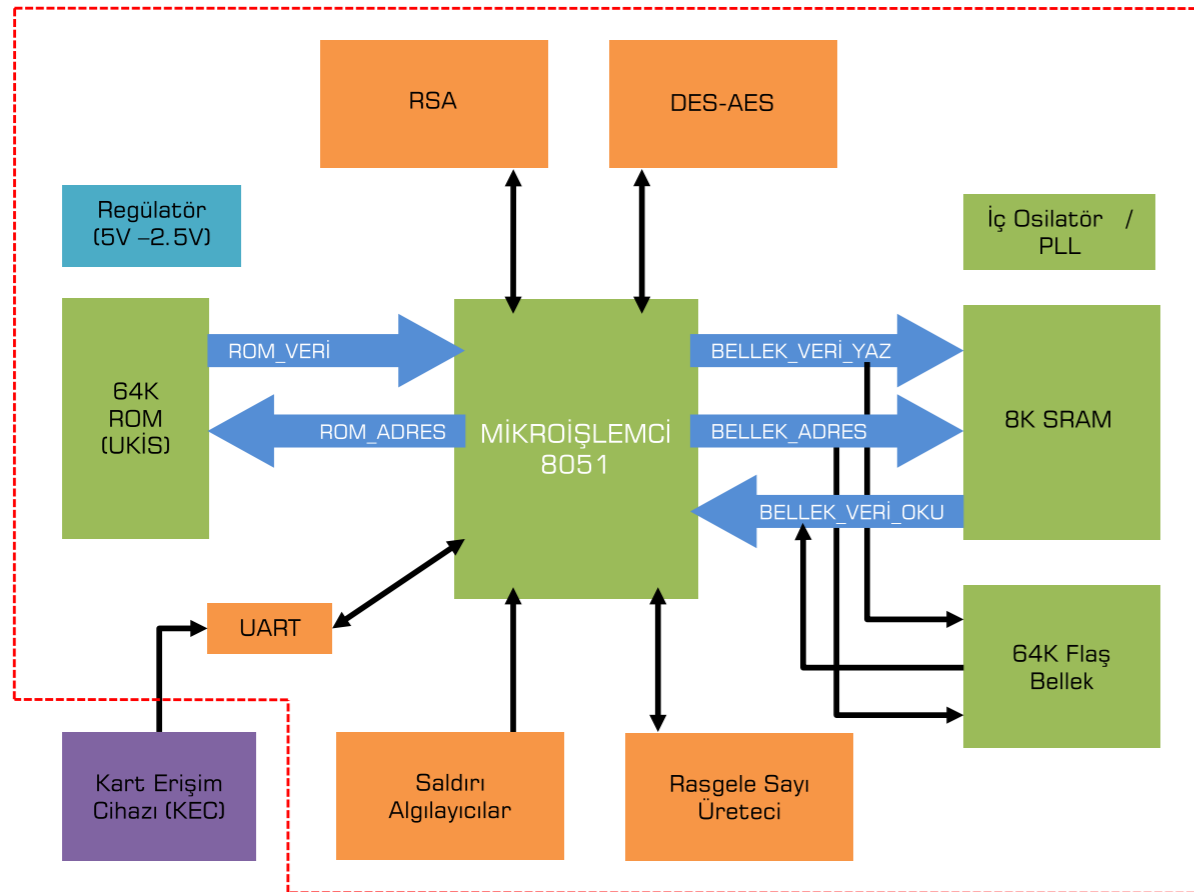 RSA
DES-AES
Regülatör
(5V –2.5V)
İç Osilatör /
PLL
64K
ROM
(UKİS)
ROM_VERİ
ROM_ADRES
MİKROİŞLEMCİ
8051
BELLEK_VERİ_YAZ
BELLEK_ADRES
BELLEK_VERİ_OKU
8K SRAM
UART
64K Flaş
Bellek
Kart Erişim
Cihazı (KEC)
Saldırı
Algılayıcılar
Rasgele Sayı
Üreteci